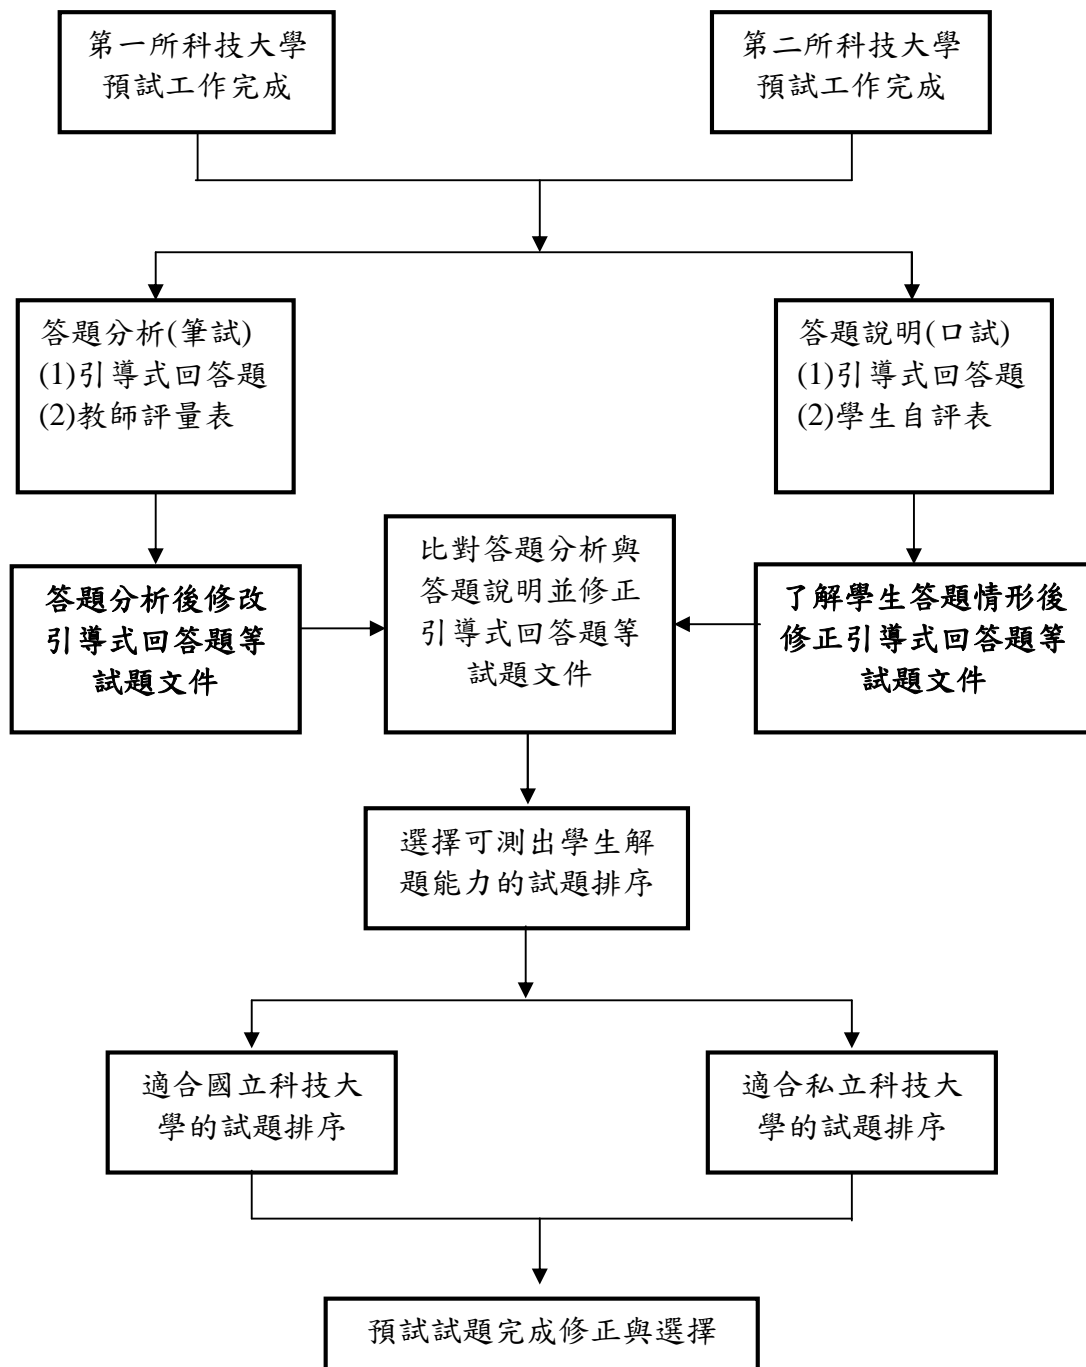 第一所科技大學
預試工作完成
第二所科技大學
預試工作完成
答題分析(筆試)
(1)引導式回答題
(2)教師評量表
答題說明(口試)
(1)引導式回答題
(2)學生自評表
答題分析後修改
引導式回答題等
試題文件
比對答題分析與
答題說明並修正
引導式回答題等
試題文件
了解學生答題情形後
修正引導式回答題等
試題文件
選擇可測出學生解
題能力的試題排序
適合國立科技大
學的試題排序
適合私立科技大
學的試題排序
預試試題完成修正與選擇